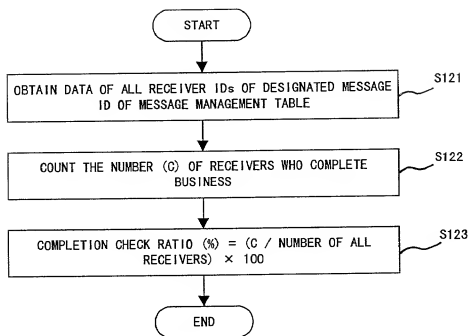 START
OBTAIN DATA OF ALL RECEIVER IDs OF DESIGNATED MESSAGE
ID OF MESSAGE MANAGEMENT TABLE
S121
COUNT THE NUMBER (C) OF RECEIVERS WHO COMPLETE
BUSINESS
S122
COMPLETION CHECK RATIO (%) = (C / NUMBER OF ALL
RECEIVERS) × 100
S123
END